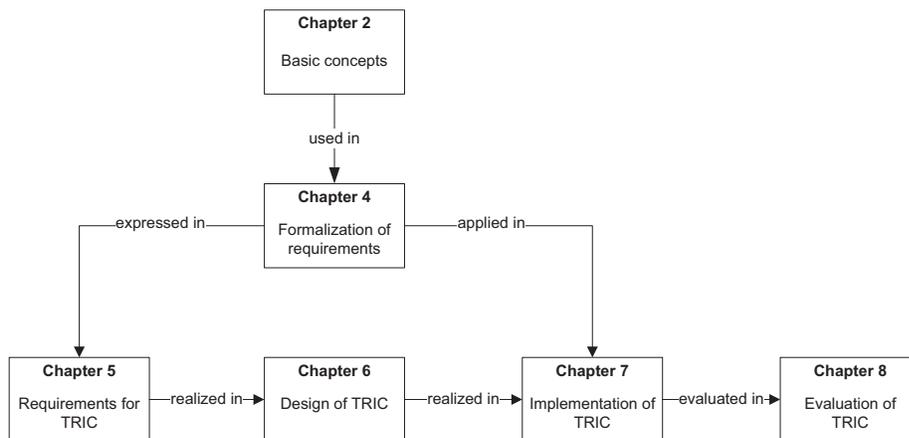 Chapter 2
Basic concepts
used in
Chapter 4
Formalization of
requirements
expressed in
applied in
Chapter 5
Requirements for
TRIC
realized in
Chapter 6
Design of TRIC
realized in
Chapter 7
Implementation of
TRIC
evaluated in
Chapter 8
Evaluation of
TRIC